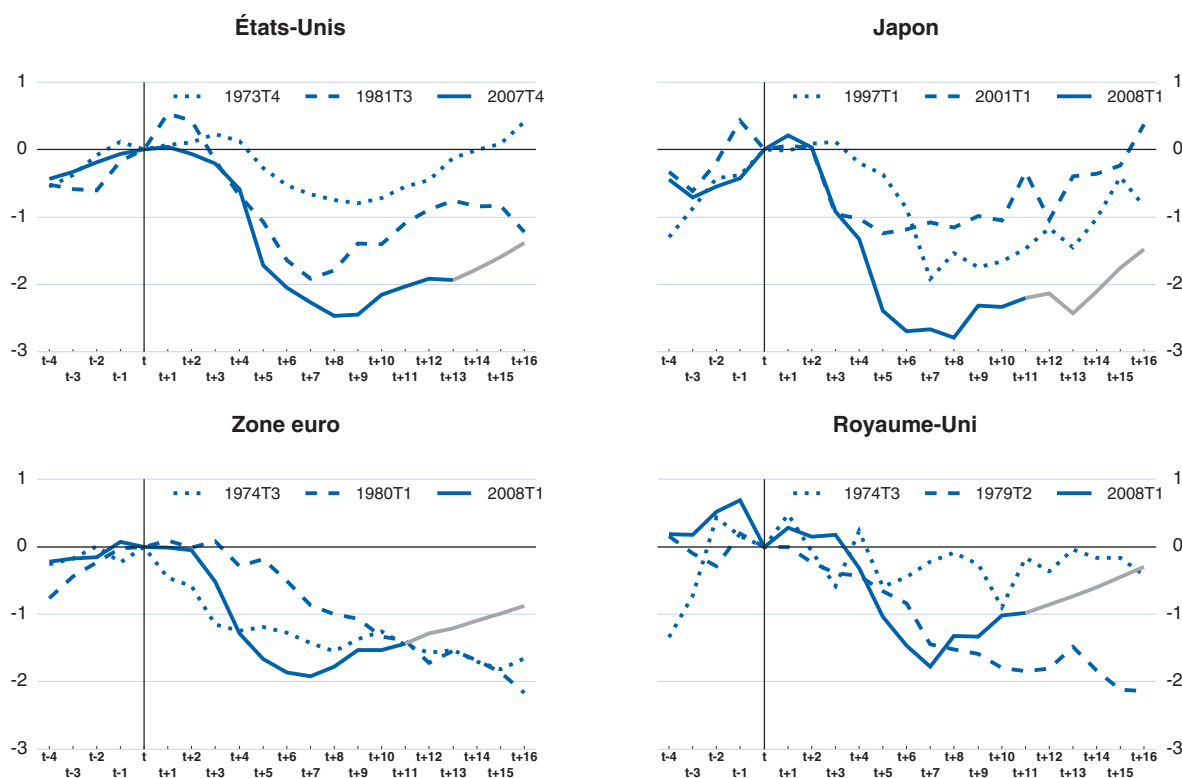 États-Unis
1973T4 1981T3 2007T4
1
0
-1
-2
-3
t-4 t-2 t t+2 t+4 t+6 t+8 t+10 t+12 t+14 t+16
t-3 t-1 t+1 t+3 t+5 t+7 t+9 t+11 t+13 t+15
Japon
1997T1 2001T1 2008T1
1
0
-1
-2
-3
t-4 t-2 t t+2 t+4 t+6 t+8 t+10 t+12 t+14 t+16
t-3 t-1 t+1 t+3 t+5 t+7 t+9 t+11 t+13 t+15
Zone euro
1974T3 1980T1 2008T1
1
0
-1
-2
-3
t-4 t-2 t t+2 t+4 t+6 t+8 t+10 t+12 t+14 t+16
t-3 t-1 t+1 t+3 t+5 t+7 t+9 t+11 t+13 t+15
Royaume-Uni
1974T3 1979T2 2008T1
1
0
-1
-2
-3
t-4 t-2 t t+2 t+4 t+6 t+8 t+10 t+12 t+14 t+16
t-3 t-1 t+1 t+3 t+5 t+7 t+9 t+11 t+13 t+15